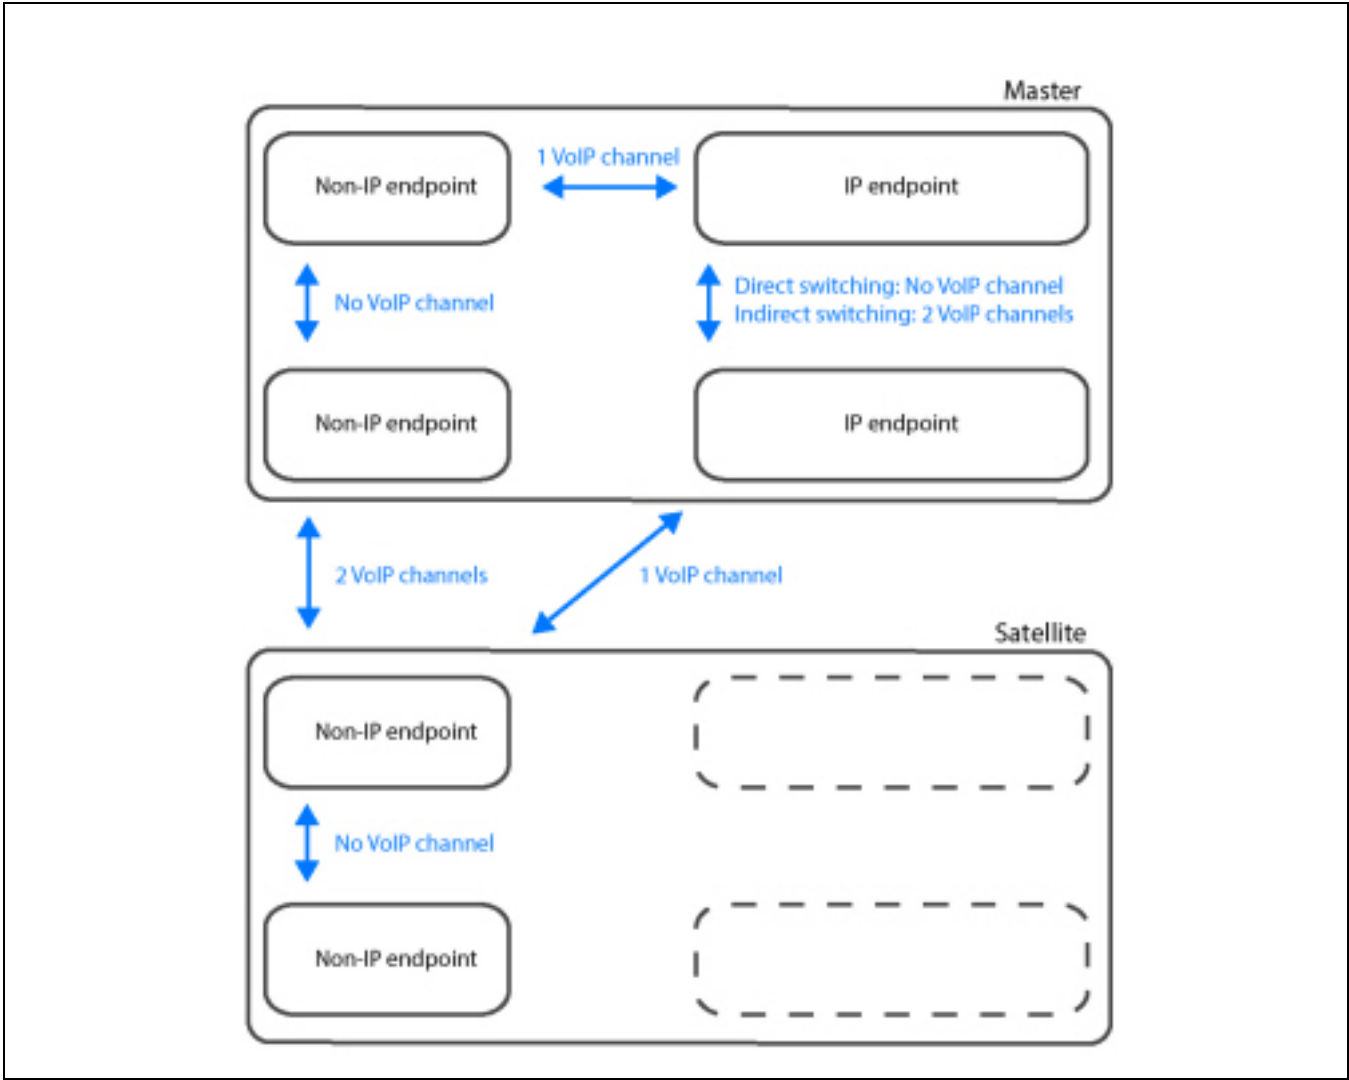 Master
Non-IP endpoint
1 VoIP channel
IP endpoint
No VoIP channel
Direct switching: No VoIP channel
Indirect switching: 2 VoIP channels
Non-IP endpoint
IP endpoint
2 VoIP channels
1 VoIP channel
Satellite
Non-IP endpoint
No VoIP channel
Non-IP endpoint